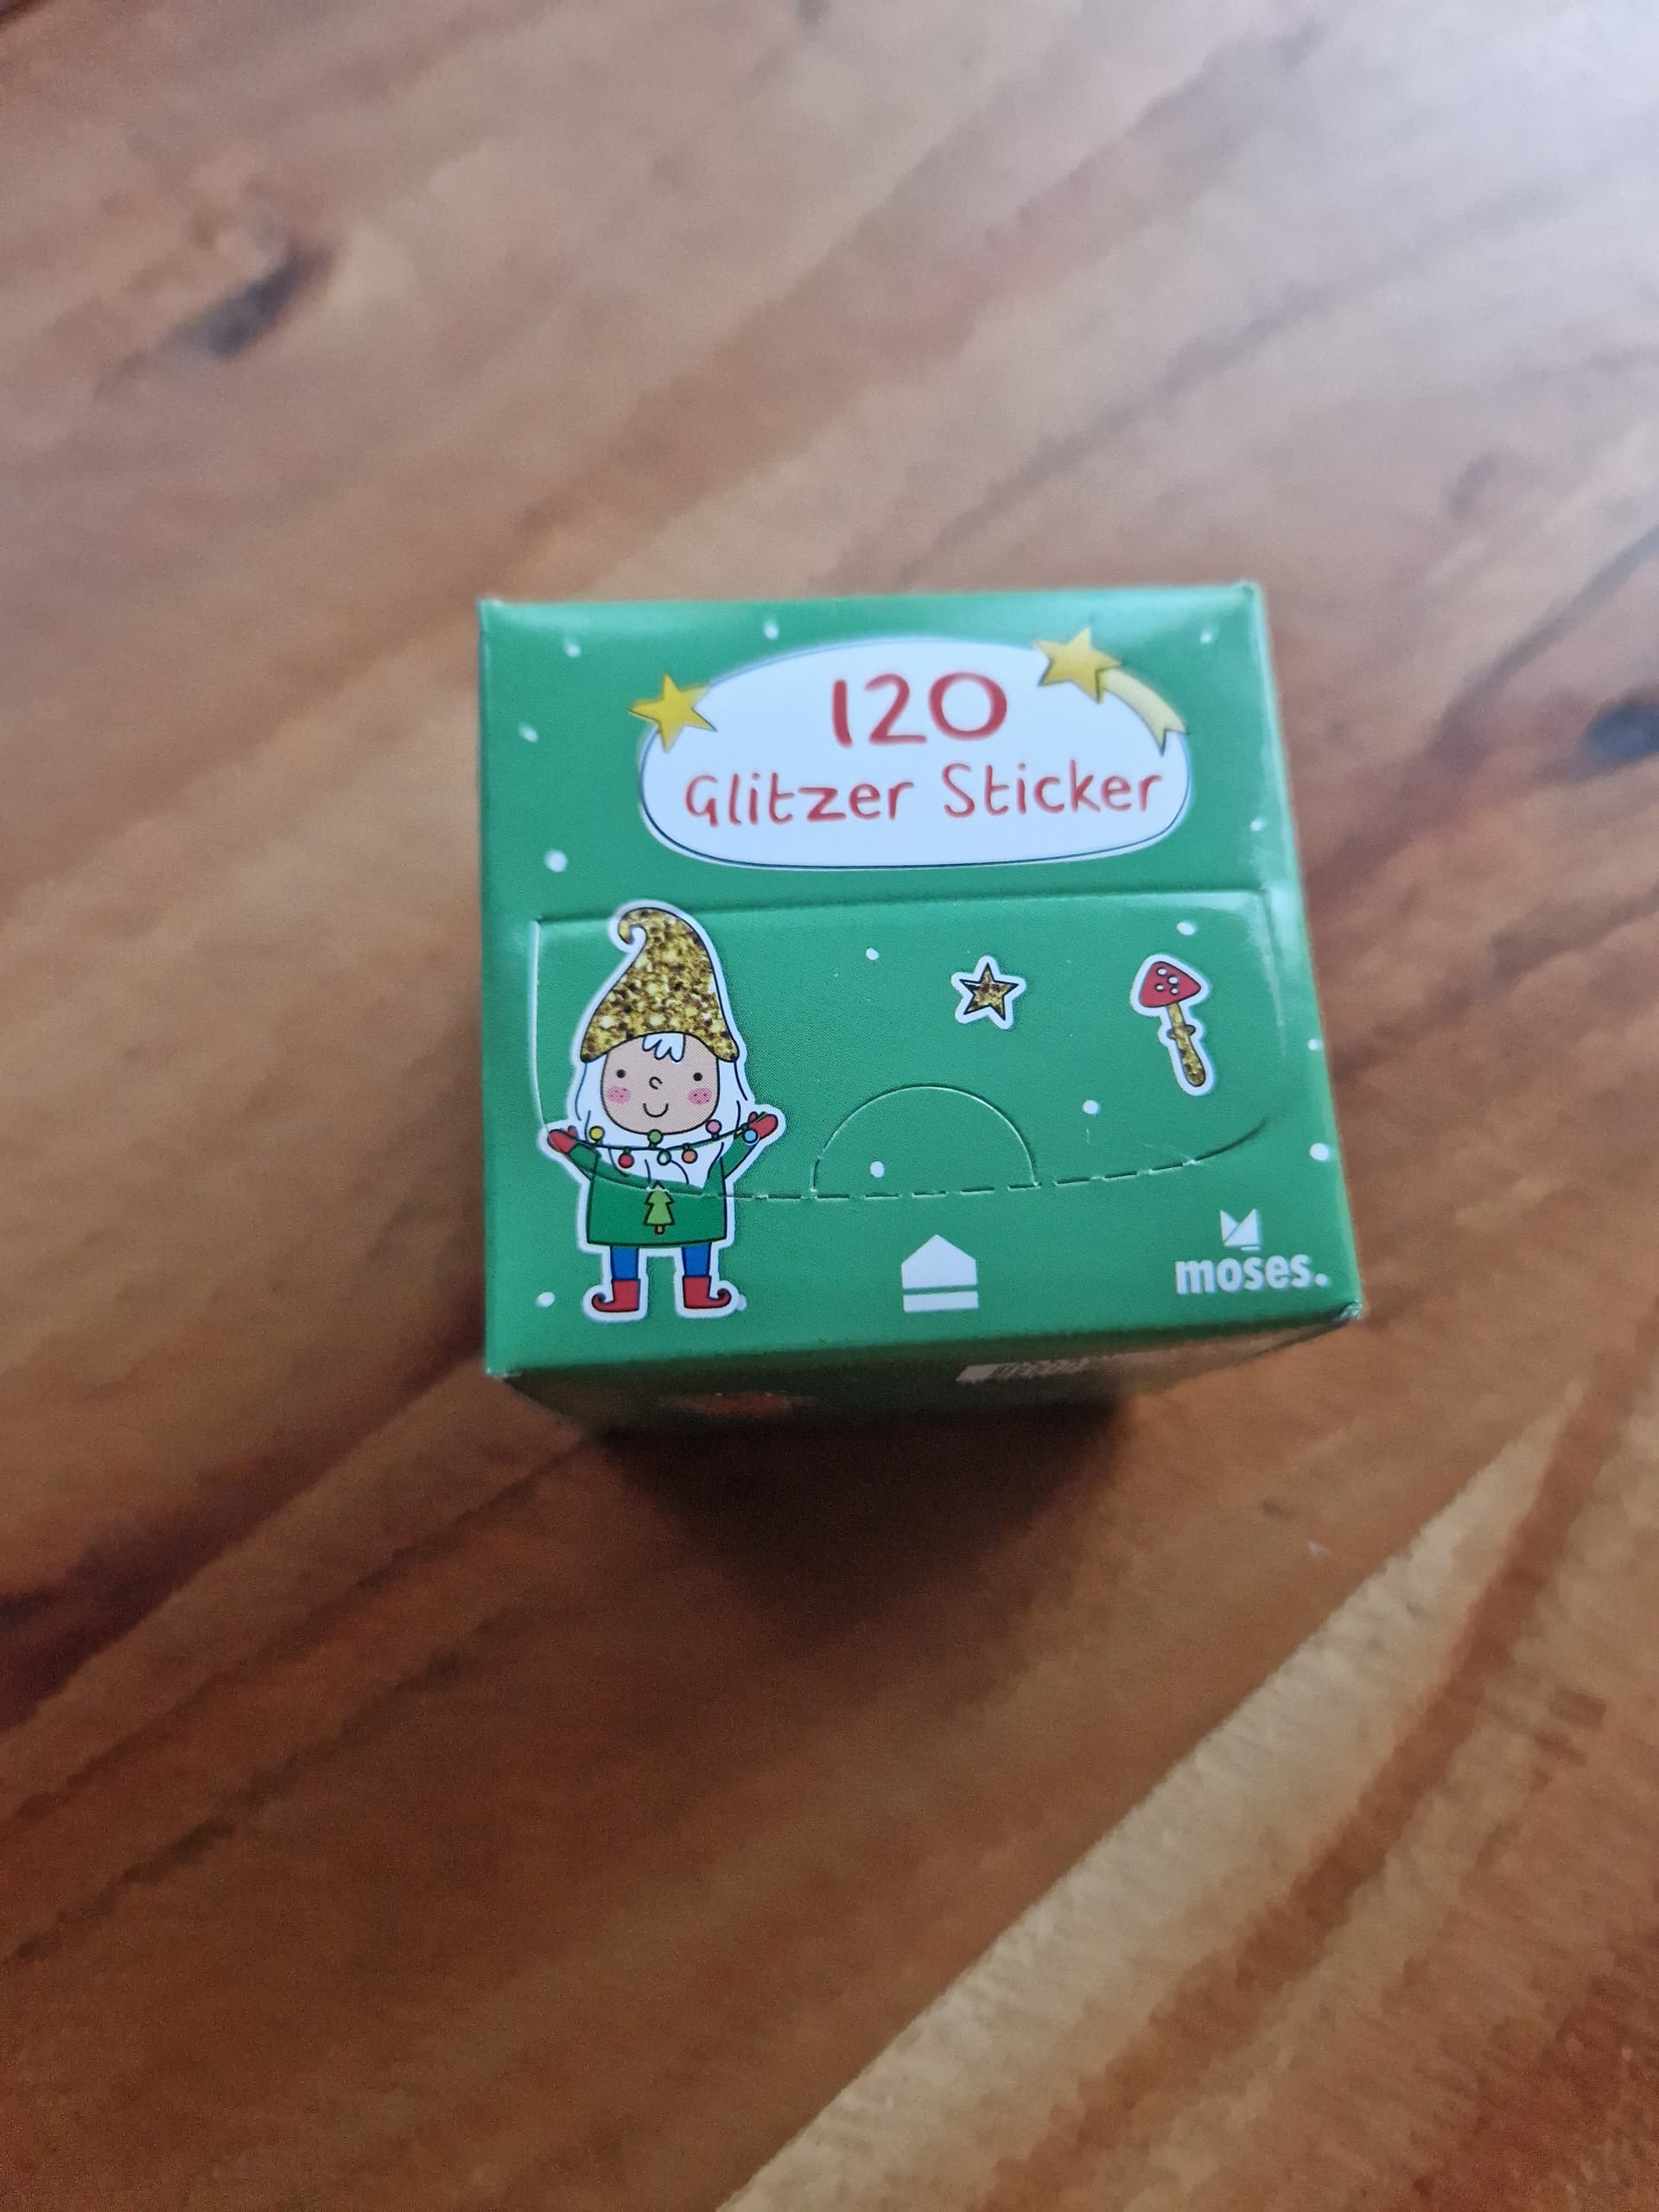 120
Glitzer Sticker
moses.